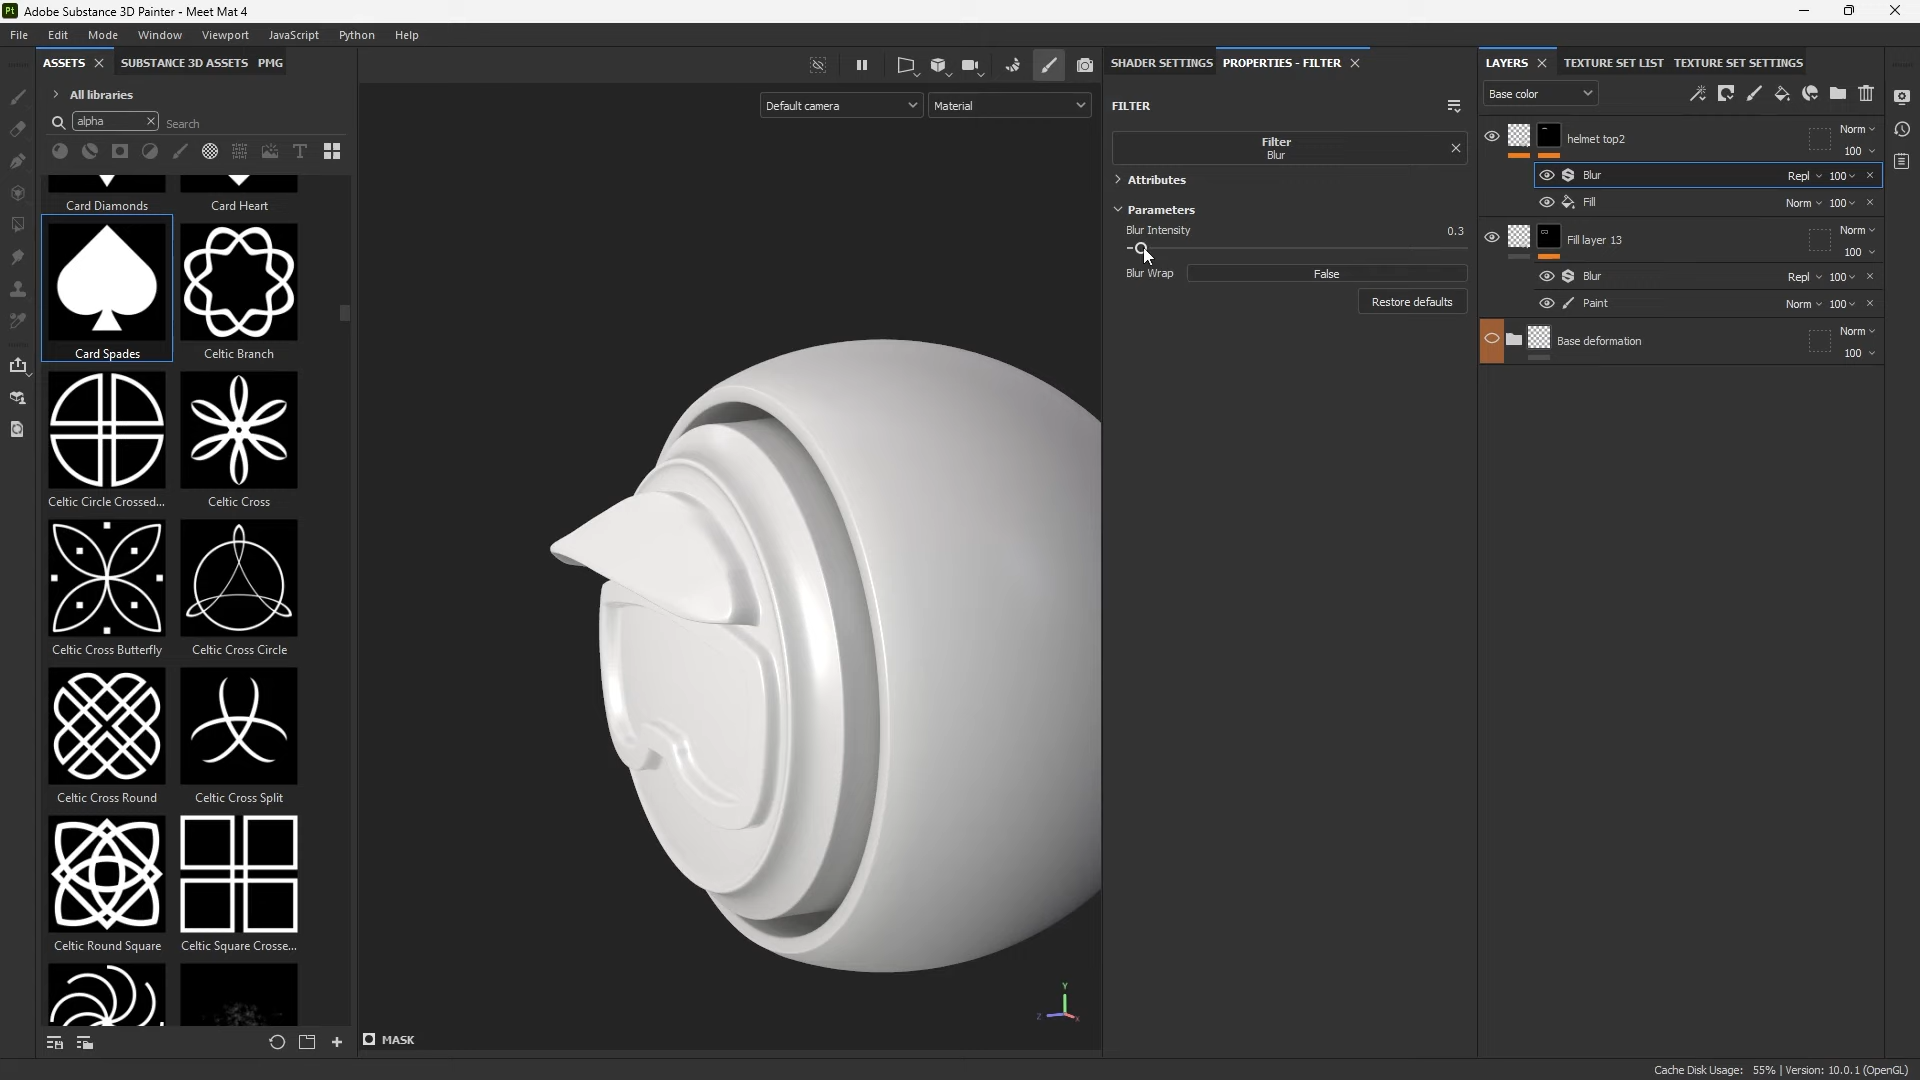 Pt Adobe Substance 3D Painter - Meet Mat 4
File Edit Mode Window Viewport JavaScript Python Help
ASSETS SUBSTANCE 3D ASSETS PMG
All libraries
alpha Search
Card Diamonds Card Heart
Card Spades Celtic Branch
Celtic Circle Crossed... Celtic Cross
Celtic Cross Butterfly Celtic Cross Circle
Celtic Cross Round Celtic Cross Split
Celtic Round Square Celtic Square Crosse...
Default camera Material
Y
Z X
MASK
SHADER SETTINGS PROPERTIES - FILTER
FILTER
Filter
Blur
Attributes
Parameters
Blur Intensity 0.3
Blur Wrap False
Restore defaults
LAYERS TEXTURE SET LIST TEXTURE SET SETTINGS
Base color
helmet top2 Norm
100
Blur Repl 100
Fill Norm 100
Fill layer 13 Norm
100
Blur Repl 100
Paint Norm 100
Base deformation Norm
100
Cache Disk Usage: 55% | Version: 10.0.1 (OpenGL)